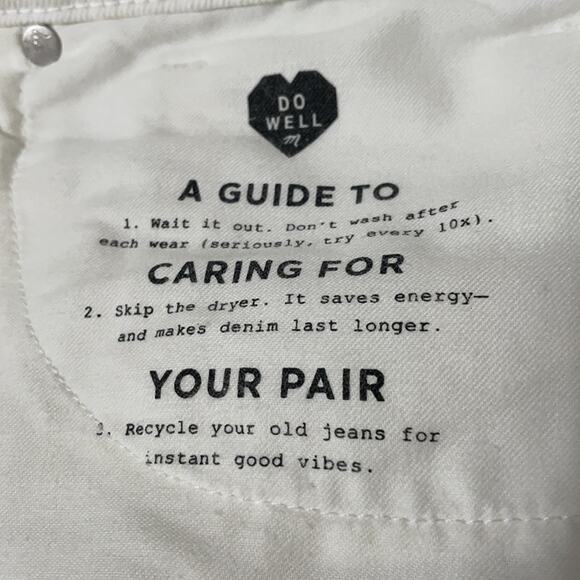 DO
WELL
m
A GUIDE TO
1. Wait it out. Don't wash after
each wear (seriously, try every 10x).
CARING FOR
2. Skip the dryer. It saves energy—
and makes denim last longer.
YOUR PAIR
3. Recycle your old jeans for
instant good vibes.